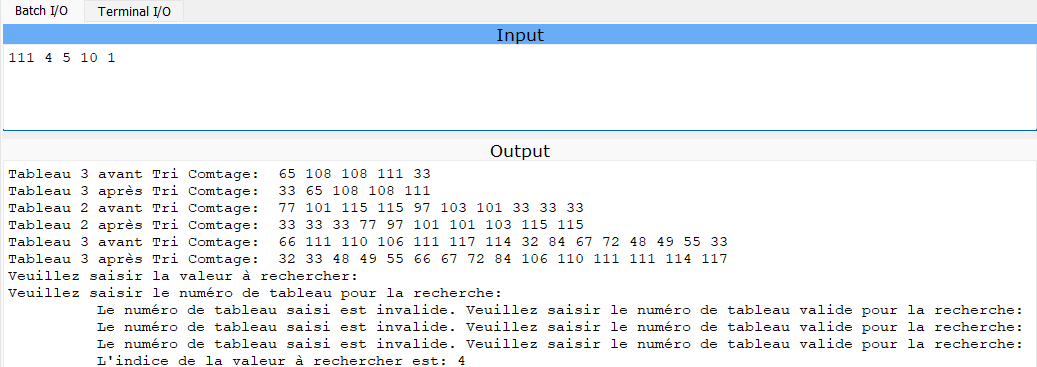 Batch I/O Terminal I/O
Input
111 4 5 10 1
Output
Tableau 3 avant Tri Comtage:  65 108 108 111 33
Tableau 3 après Tri Comtage:  33 65 108 108 111
Tableau 2 avant Tri Comtage:  77 101 115 115 97 103 101 33 33 33
Tableau 2 après Tri Comtage:  33 33 33 77 97 101 101 103 115 115
Tableau 3 avant Tri Comtage:  66 111 110 106 111 117 114 32 84 67 72 48 49 55 33
Tableau 3 après Tri Comtage:  32 33 48 49 55 66 67 72 84 106 110 111 111 114 117
Veuillez saisir la valeur à rechercher:
Veuillez saisir le numéro de tableau pour la recherche:
Le numéro de tableau saisi est invalide. Veuillez saisir le numéro de tableau valide pour la recherche:
Le numéro de tableau saisi est invalide. Veuillez saisir le numéro de tableau valide pour la recherche:
Le numéro de tableau saisi est invalide. Veuillez saisir le numéro de tableau valide pour la recherche:
L'indice de la valeur à rechercher est: 4